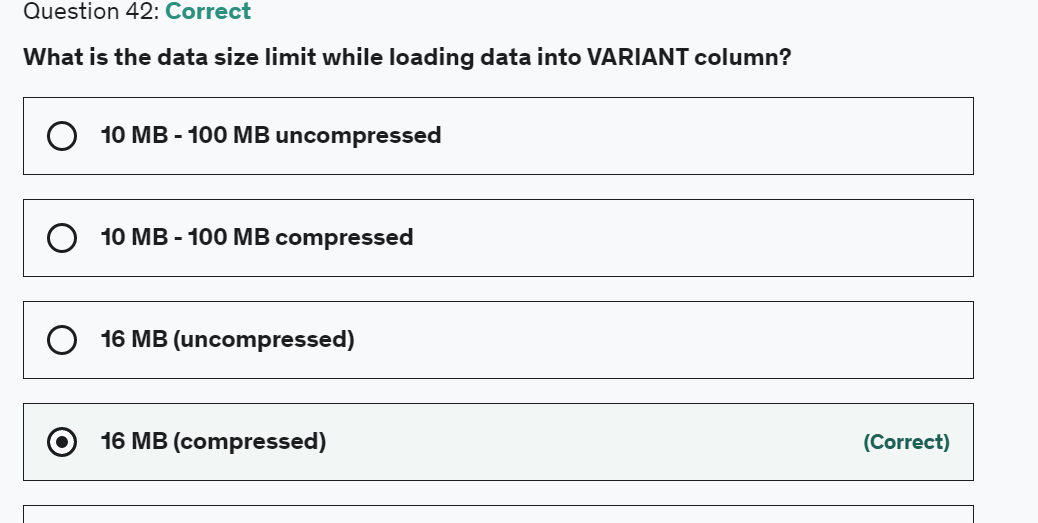 Question 42: Correct
What is the data size limit while loading data into VARIANT column?
10 MB - 100 MB uncompressed
10 MB - 100 MB compressed
16 MB (uncompressed)
16 MB (compressed) (Correct)